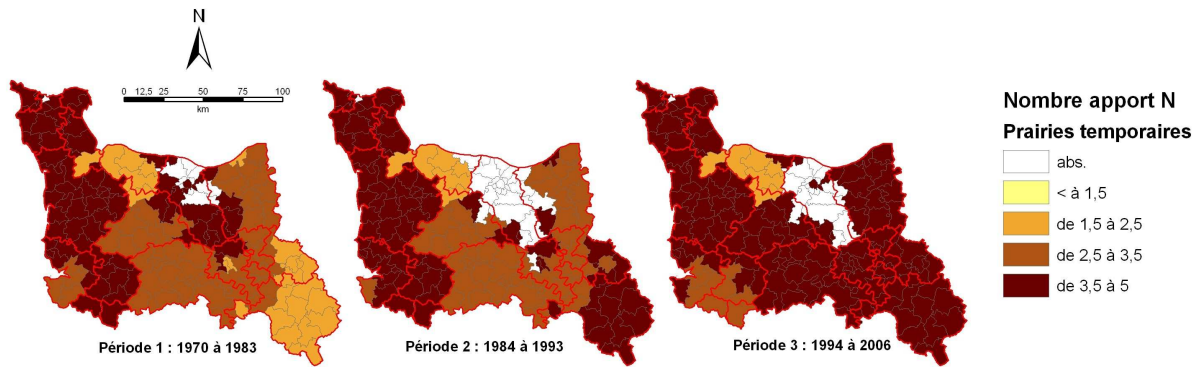 N
0 12,5 25 50 75 100
km
Nombre apport N
Prairies temporaires
abs.
< à 1,5
de 1,5 à 2,5
de 2,5 à 3,5
de 3,5 à 5
Période 1 : 1970 à 1983
Période 2 : 1984 à 1993
Période 3 : 1994 à 2006